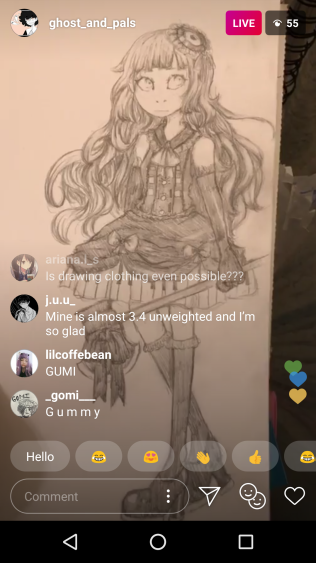 ghost_and_pals
LIVE
55
ariana.l_s
Is drawing clothing even possible???
j.u.u_
Mine is almost 3.4 unweighted and I'm
so glad
lilcoffebean
GUMI
_gomi___
G u m m y
Hello
Comment